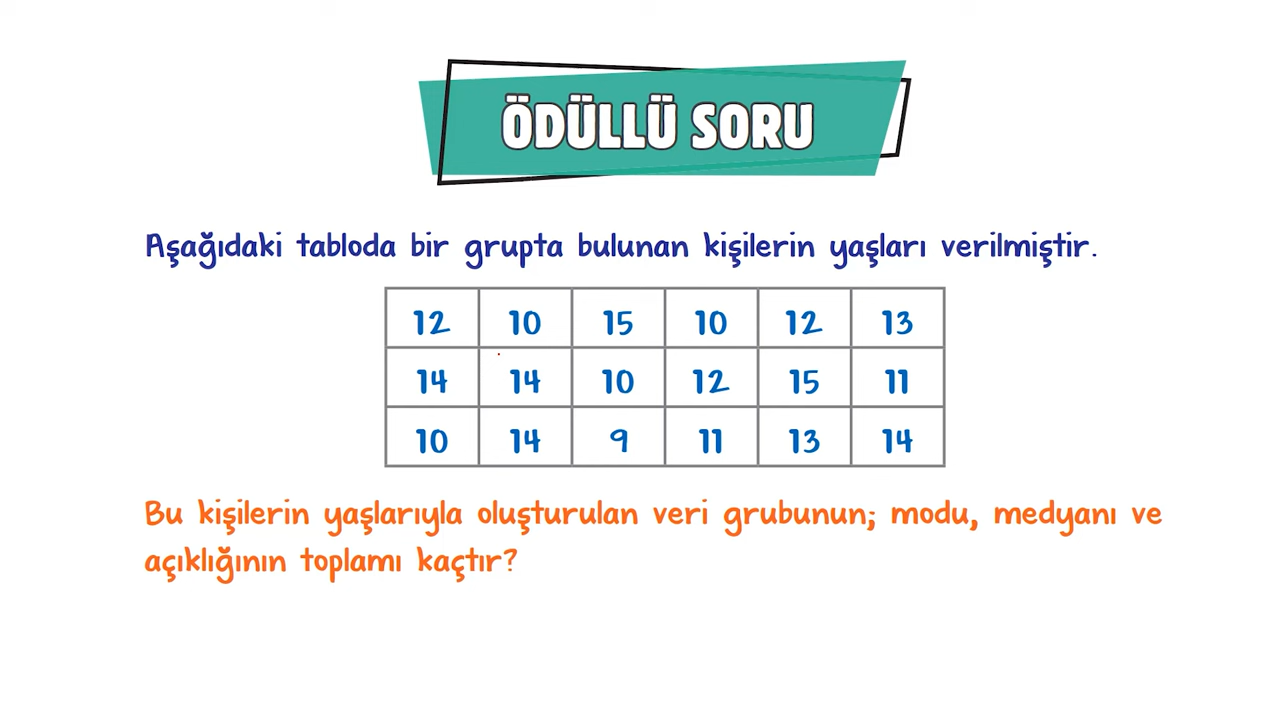 ÖDÜLLÜ SORU
Aşağıdaki tabloda bir grupta bulunan kişilerin yaşları verilmiştir.
12 10 15 10 12 13
14 14 10 12 15 11
10 14 9 11 13 14
Bu kişilerin yaşlarıyla oluşturulan veri grubunun; modu, medyanı ve
açıklığının toplamı kaçtır?